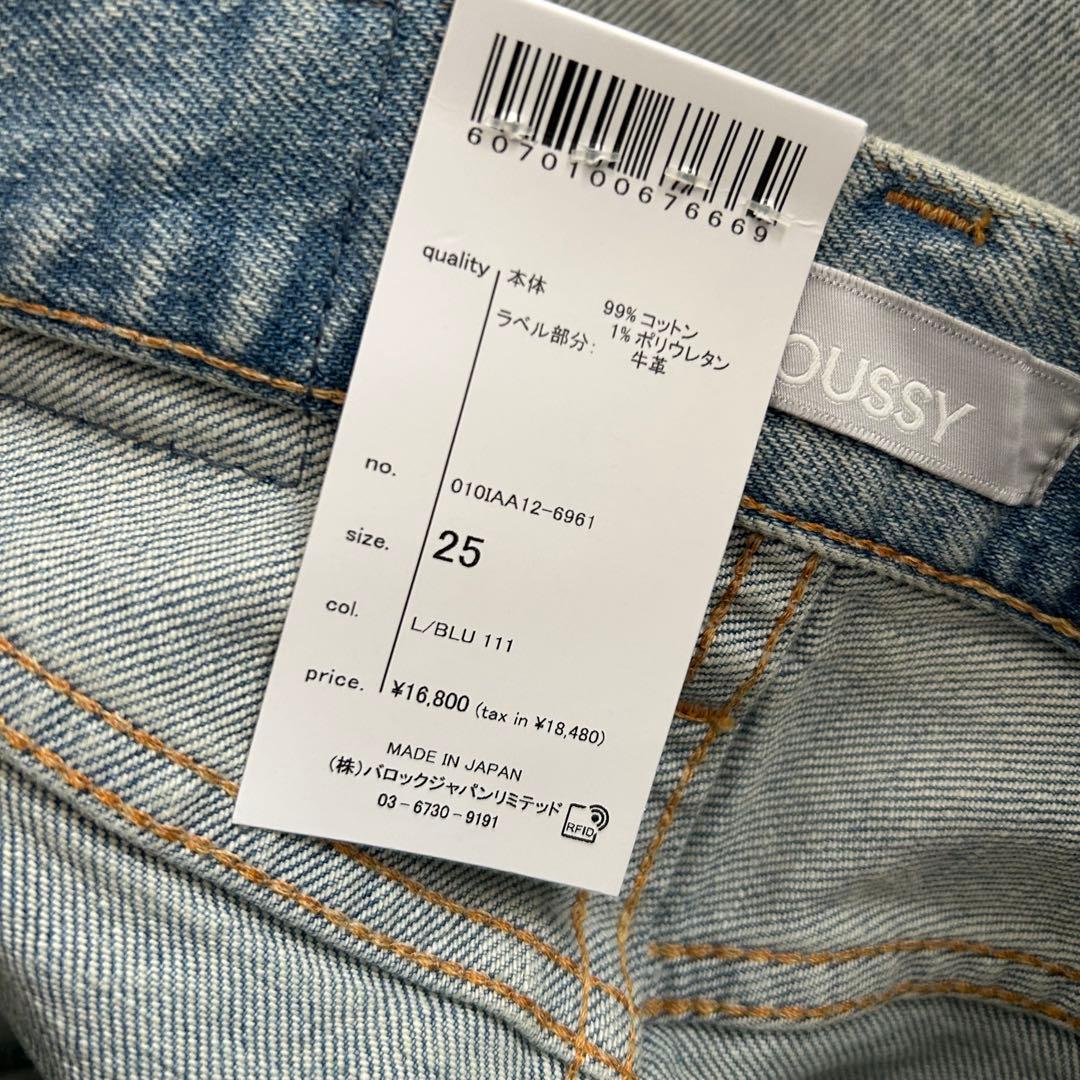 6070100676669
quality 本体 99% コットン
1% ポリウレタン
ラベル部分: 牛革
no. 010IAA12-6961
size. 25
col. L/BLU 111
price. ¥16,800 (tax in ¥18,480)
MADE IN JAPAN
(株)バロックジャパンリミテッド
03-6730-9191
RFID
OUSSY